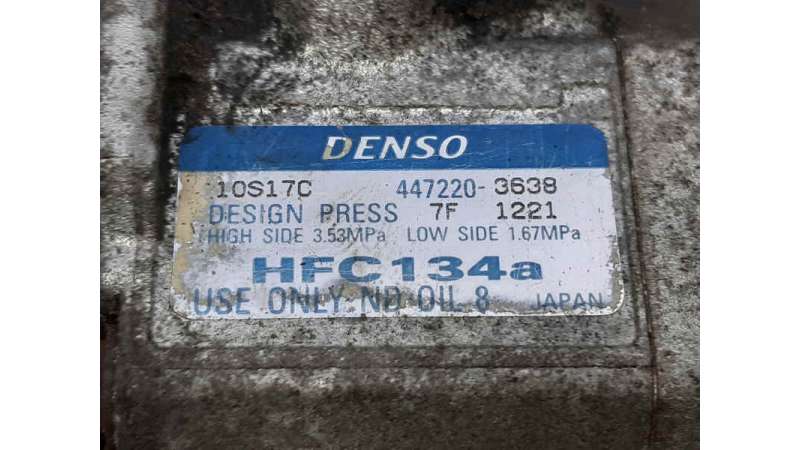 DENSO
10S17C 447220-3638
DESIGN PRESS 7F 1221
HIGH SIDE 3.53MPa LOW SIDE 1.67MPa
HFC134a
USE ONLY ND OIL 8 JAPAN